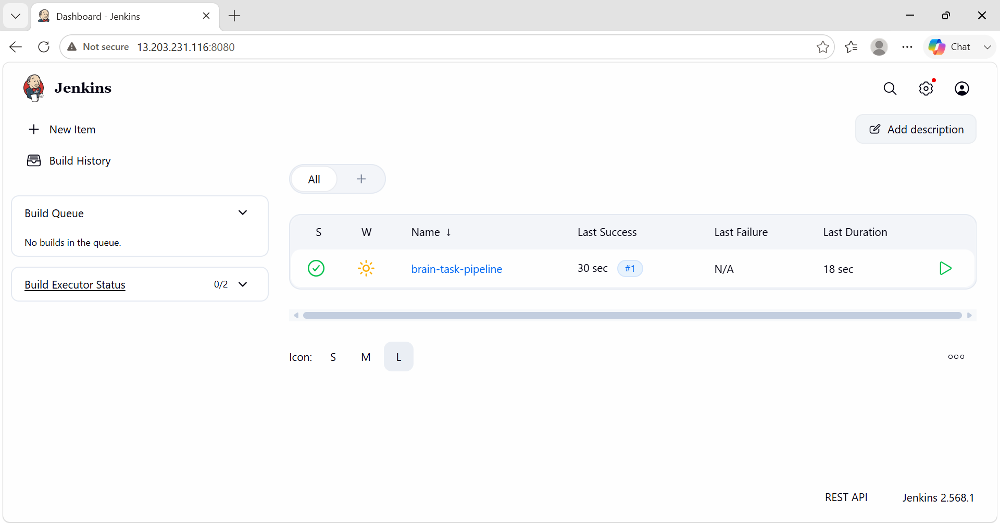 Dashboard - Jenkins
Not secure 13.203.231.116:8080
Chat
Jenkins
New Item
Add description
Build History
All
Build Queue
No builds in the queue.
Build Executor Status 0/2
S W Name ↓ Last Success Last Failure Last Duration
brain-task-pipeline 30 sec #1 N/A 18 sec
Icon: S M L
REST API Jenkins 2.568.1